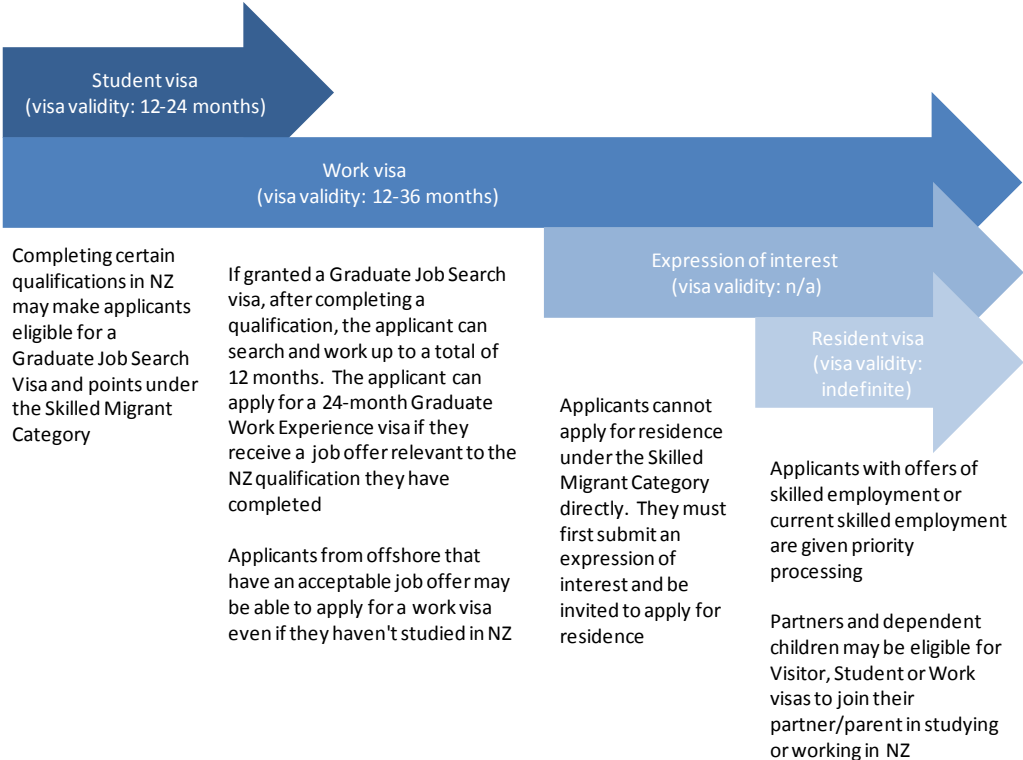 Student visa
(visa validity: 12-24 months)
Work visa
(visa validity: 12-36 months)
Expression of interest
(visa validity: n/a)
Resident visa
(visa validity:
indefinite)
Completing certain
qualifications in NZ
may make applicants
eligible for a
Graduate Job Search
Visa and points under
the Skilled Migrant
Category
If granted a Graduate Job Search
visa, after completing a
qualification, the applicant can
search and work up to a total of
12 months. The applicant can
apply for a 24-month Graduate
Work Experience visa if they
receive a job offer relevant to the
NZ qualification they have
completed
Applicants from offshore that
have an acceptable job offer may
be able to apply for a work visa
even if they haven't studied in NZ
Applicants cannot
apply for residence
under the Skilled
Migrant Category
directly. They must
first submit an
expression of
interest and be
invited to apply for
residence
Applicants with offers of
skilled employment or
current skilled employment
are given priority
processing
Partners and dependent
children may be eligible for
Visitor, Student or Work
visas to join their
partner/parent in studying
or working in NZ